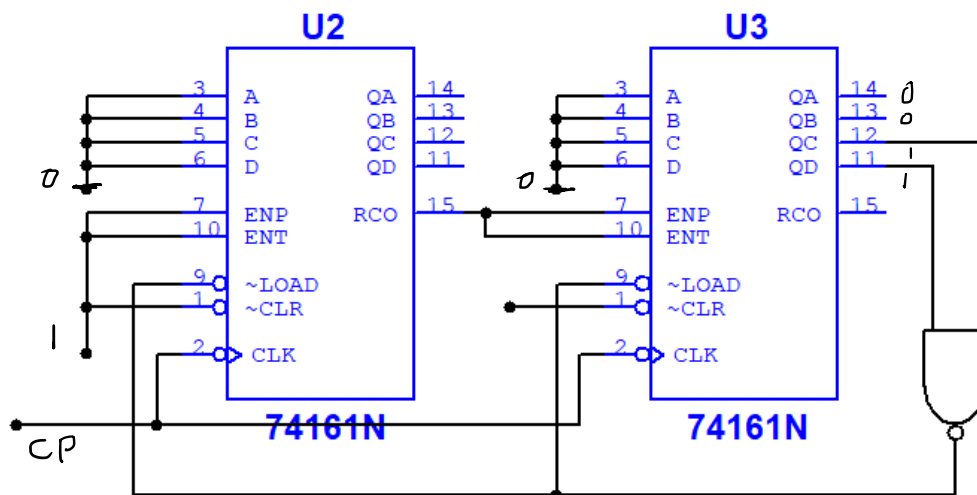 U2 U3
3 A QA 14 3 A QA 14 0
4 B QB 13 4 B QB 13 0
5 C QC 12 5 C QC 12 1
6 D QD 11 6 D QD 11 1
0 0
7 ENP RCO 15 7 ENP RCO 15
10 ENT 10 ENT
9 ~LOAD 9 ~LOAD
1 ~CLR 1 ~CLR
1
2 CLK 2 CLK
74161N 74161N
CP